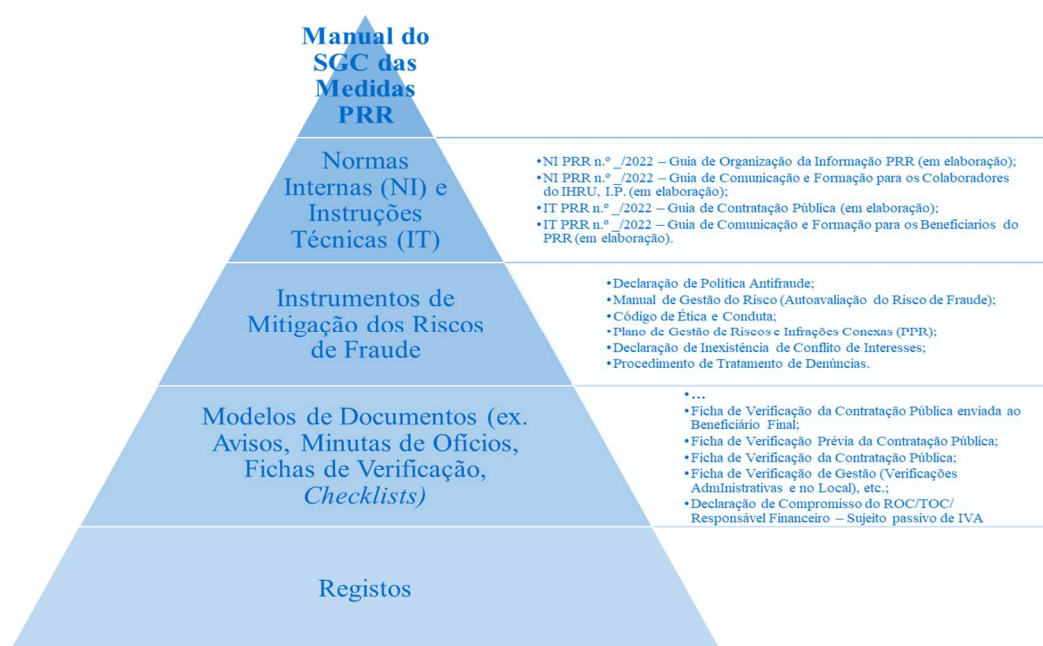 Manual do
SGC das
Medidas
PRR
Normas
Internas (NI) e
Instruções
Técnicas (IT)
•NI PRR n.º _/2022 – Guia de Organização da Informação PRR (em elaboração);
•NI PRR n.º _/2022 – Guia de Comunicação e Formação para os Colaboradores
do IHRU, I.P. (em elaboração);
•IT PRR n.º _/2022 – Guia de Contratação Pública (em elaboração);
•IT PRR n.º _/2022 – Guia de Comunicação e Formação para os Beneficiarios do
PRR (em elaboração).
Instrumentos de
Mitigação dos Riscos
de Fraude
•Declaração de Política Antifraude;
•Manual de Gestão do Risco (Autoavaliação do Risco de Fraude);
•Código de Ética e Conduta;
•Plano de Gestão de Riscos e Infrações Conexas (PPR);
•Declaração de Inexistência de Conflito de Interesses;
•Procedimento de Tratamento de Denúncias.
Modelos de Documentos (ex.
Avisos, Minutas de Ofícios,
Fichas de Verificação,
Checklists)
•...
•Ficha de Verificação da Contratação Pública enviada ao
Beneficiário Final;
•Ficha de Verificação Prévia da Contratação Pública;
•Ficha de Verificação da Contratação Pública;
•Ficha de Verificação de Gestão (Verificações
AdmInistrativas e no Local), etc.;
•Declaração de Compromisso do ROC/TOC/
Responsável Financeiro – Sujeito passivo de IVA
Registos